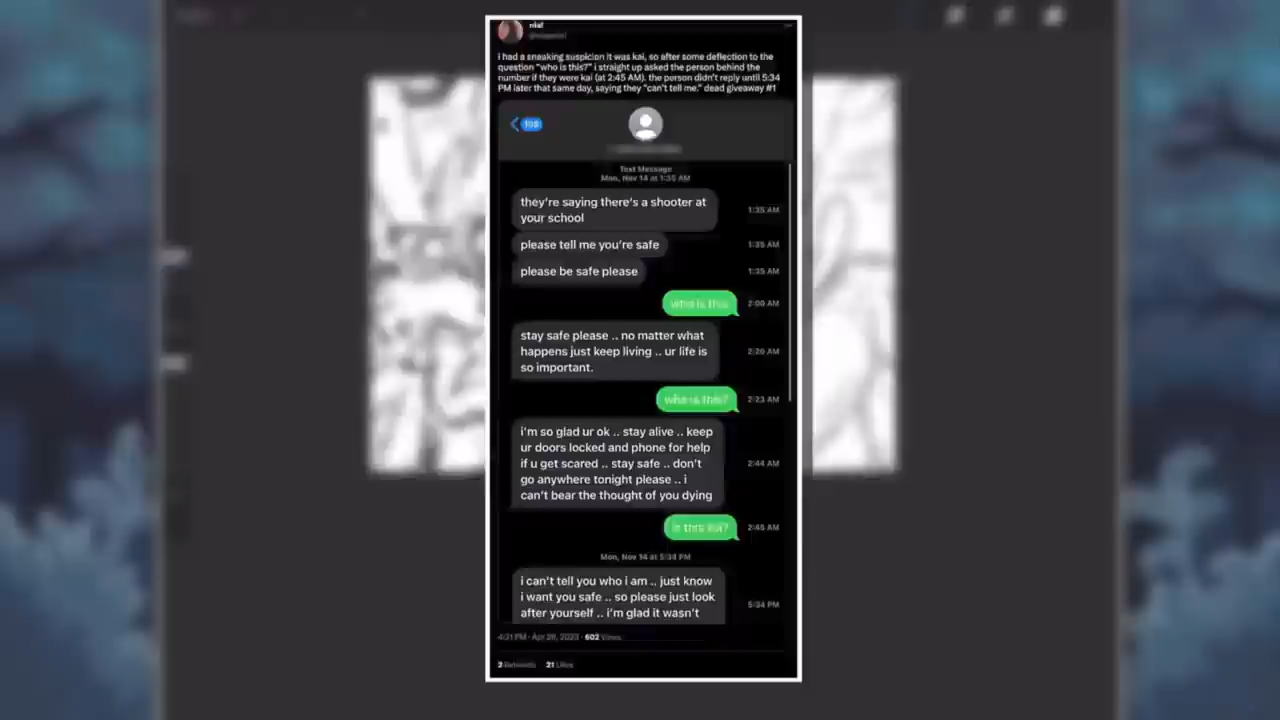 nial
i had a sneaking suspicion it was kai, so after some deflection to the
question "who is this?" i straight up asked the person behind the
number if they were kai (at 2:45 AM). the person didn't reply until 5:34
PM later that same day, saying they "can't tell me." dead giveaway #1
Text Message
Mon, Nov 14 at 1:35 AM
they're saying there's a shooter at
your school
1:35 AM
please tell me you're safe
1:35 AM
please be safe please
1:35 AM
who is this
2:00 AM
stay safe please .. no matter what
happens just keep living .. ur life is
so important.
2:20 AM
who is this?
2:23 AM
i'm so glad ur ok .. stay alive .. keep
ur doors locked and phone for help
if u get scared .. stay safe .. don't
go anywhere tonight please .. i
can't bear the thought of you dying
2:44 AM
is this kai?
2:45 AM
Mon, Nov 14 at 5:34 PM
i can't tell you who i am .. just know
i want you safe .. so please just look
after yourself .. i'm glad it wasn't
5:34 PM
4:31 PM · Apr 26, 2023 · 602 Views
2 Retweets 21 Likes